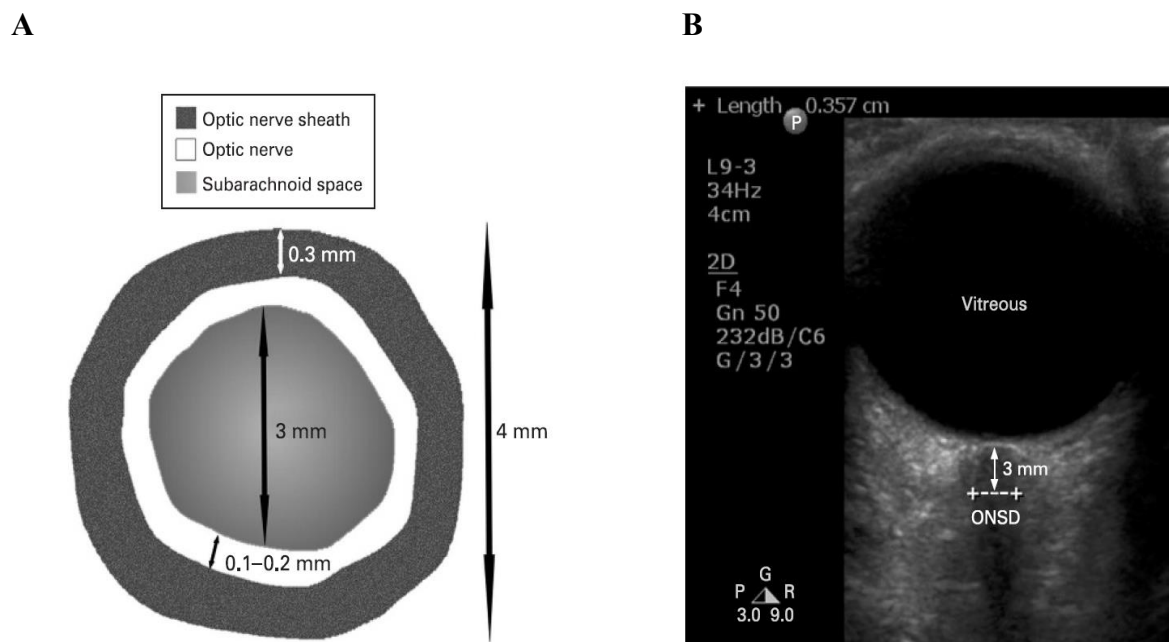 A
Optic nerve sheath
Optic nerve
Subarachnoid space
0.3 mm
3 mm
4 mm
0.1–0.2 mm
B
+ Length 0.357 cm
P
L9-3
34Hz
4cm
2D
F4
Gn 50
232dB/C6
G/3/3
Vitreous
3 mm
ONSD
G
P R
3.0 9.0